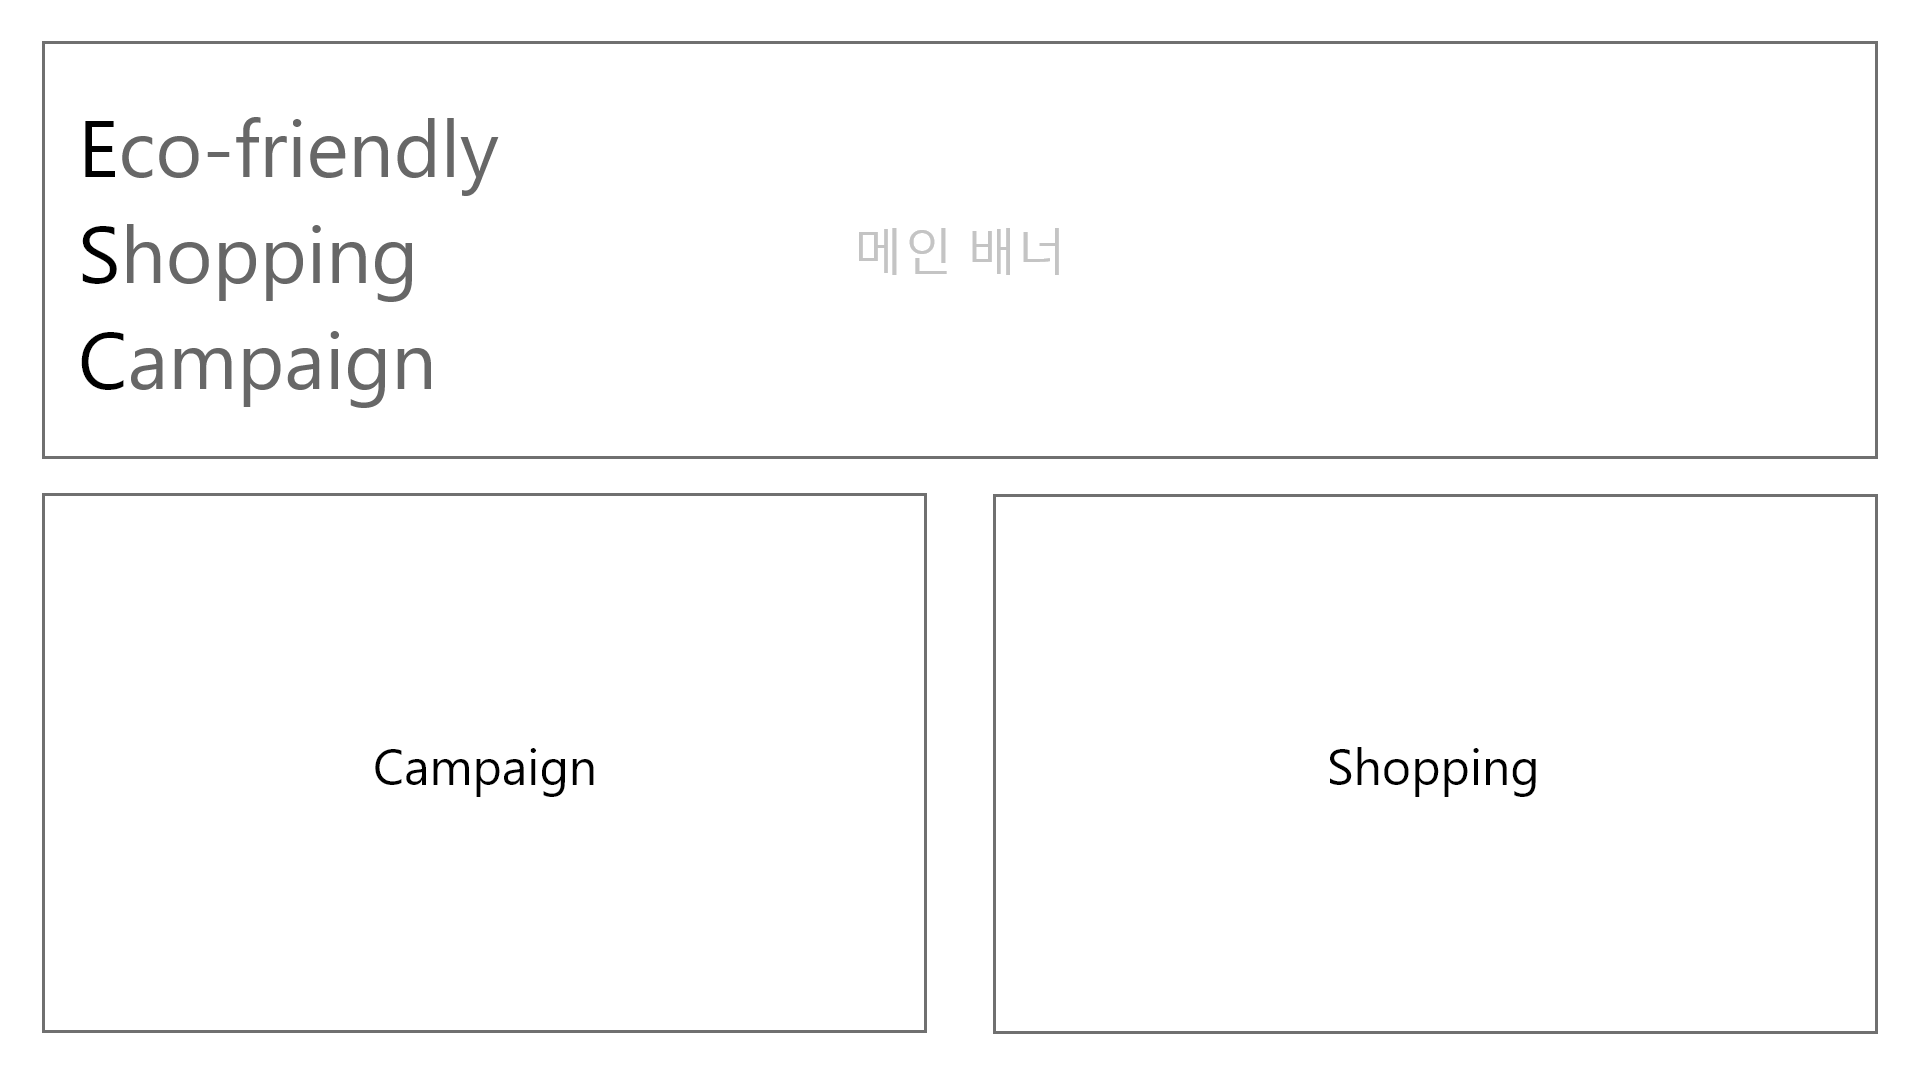 Eco-friendly
Shopping
Campaign
메인 배너
Campaign
Shopping